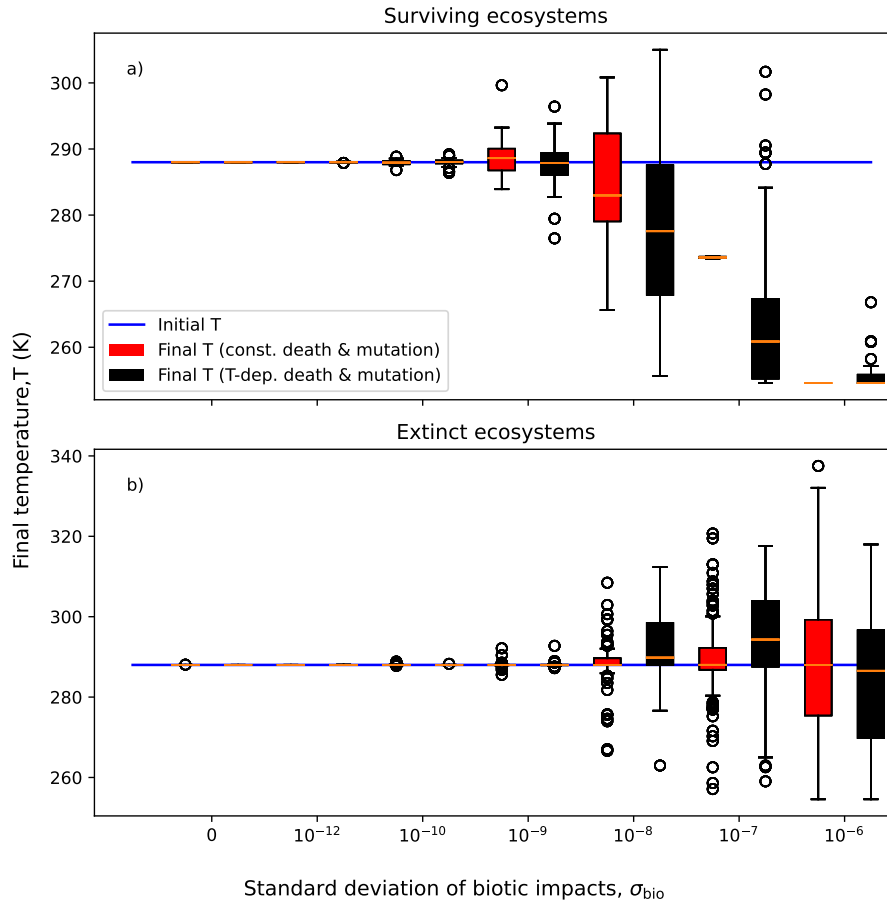 Surviving ecosystems
a)
300
290
280
270
260
Initial T
Final T (const. death & mutation)
Final T (T-dep. death & mutation)
Final temperature,T (K)
Extinct ecosystems
b)
340
320
300
280
260
0 10⁻¹² 10⁻¹⁰ 10⁻⁹ 10⁻⁸ 10⁻⁷ 10⁻⁶
Standard deviation of biotic impacts, σbio